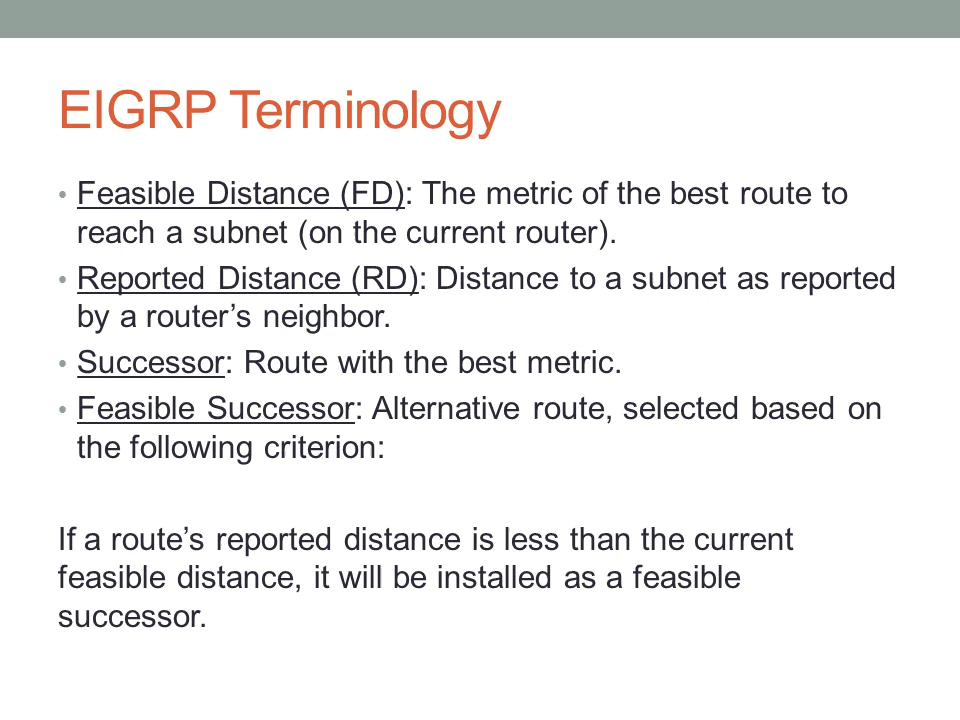 EIGRP Terminology
• Feasible Distance (FD): The metric of the best route to
reach a subnet (on the current router).
• Reported Distance (RD): Distance to a subnet as reported
by a router’s neighbor.
• Successor: Route with the best metric.
• Feasible Successor: Alternative route, selected based on
the following criterion:
If a route’s reported distance is less than the current
feasible distance, it will be installed as a feasible
successor.